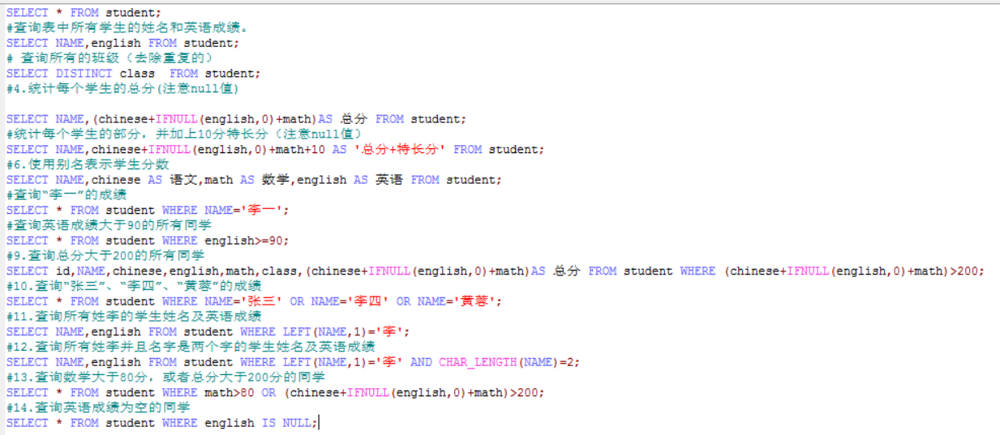 SELECT * FROM student;
#查询表中所有学生的姓名和英语成绩。
SELECT NAME,english FROM student;
# 查询所有的班级（去除重复的）
SELECT DISTINCT class  FROM student;
#4.统计每个学生的总分(注意null值)
SELECT NAME,(chinese+IFNULL(english,0)+math)AS 总分 FROM student;
#统计每个学生的部分，并加上10分特长分（注意null值）
SELECT NAME,chinese+IFNULL(english,0)+math+10 AS '总分+特长分' FROM student;
#6.使用别名表示学生分数
SELECT NAME,chinese AS 语文,math AS 数学,english AS 英语 FROM student;
#查询“李一”的成绩
SELECT * FROM student WHERE NAME='李一';
#查询英语成绩大于90的所有同学
SELECT * FROM student WHERE english>=90;
#9.查询总分大于200的所有同学
SELECT id,NAME,chinese,english,math,class,(chinese+IFNULL(english,0)+math)AS 总分 FROM student WHERE (chinese+IFNULL(english,0)+math)>200;
#10.查询“张三”、“李四”、“黄蓉”的成绩
SELECT * FROM student WHERE NAME='张三' OR NAME='李四' OR NAME='黄蓉';
#11.查询所有姓李的学生姓名及英语成绩
SELECT NAME,english FROM student WHERE LEFT(NAME,1)='李';
#12.查询所有姓李并且名字是两个字的学生姓名及英语成绩
SELECT NAME,english FROM student WHERE LEFT(NAME,1)='李' AND CHAR_LENGTH(NAME)=2;
#13.查询数学大于80分，或者总分大于200分的同学
SELECT * FROM student WHERE math>80 OR (chinese+IFNULL(english,0)+math)>200;
#14.查询英语成绩为空的同学
SELECT * FROM student WHERE english IS NULL;